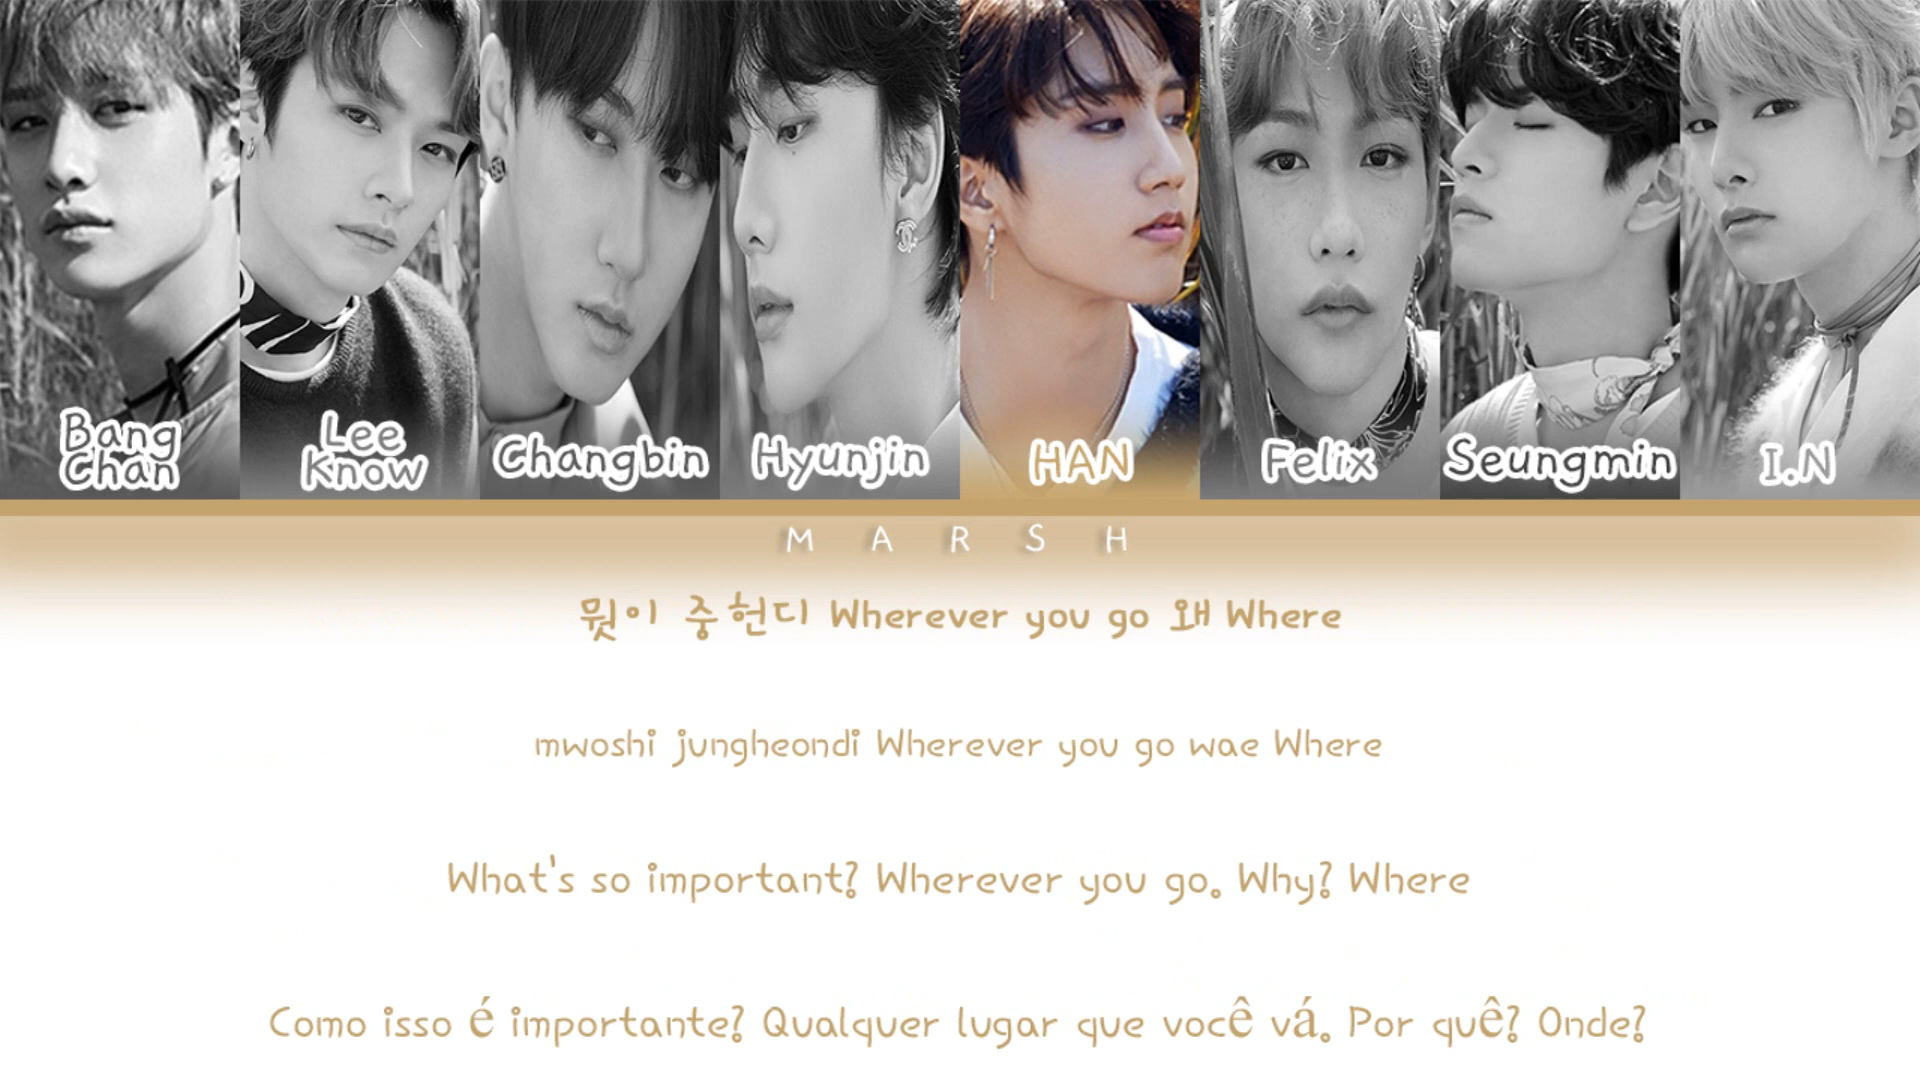 Bang
Chan
Lee
Know
Changbin
Hyunjin
HAN
Felix
Seungmin
I.N
MARSH
뭣이 중헌디 Wherever you go 왜 Where
mwoshi jungheondi Wherever you go wae Where
What's so important? Wherever you go. Why? Where
Como isso é importante? Qualquer lugar que você vá. Por quê? Onde?